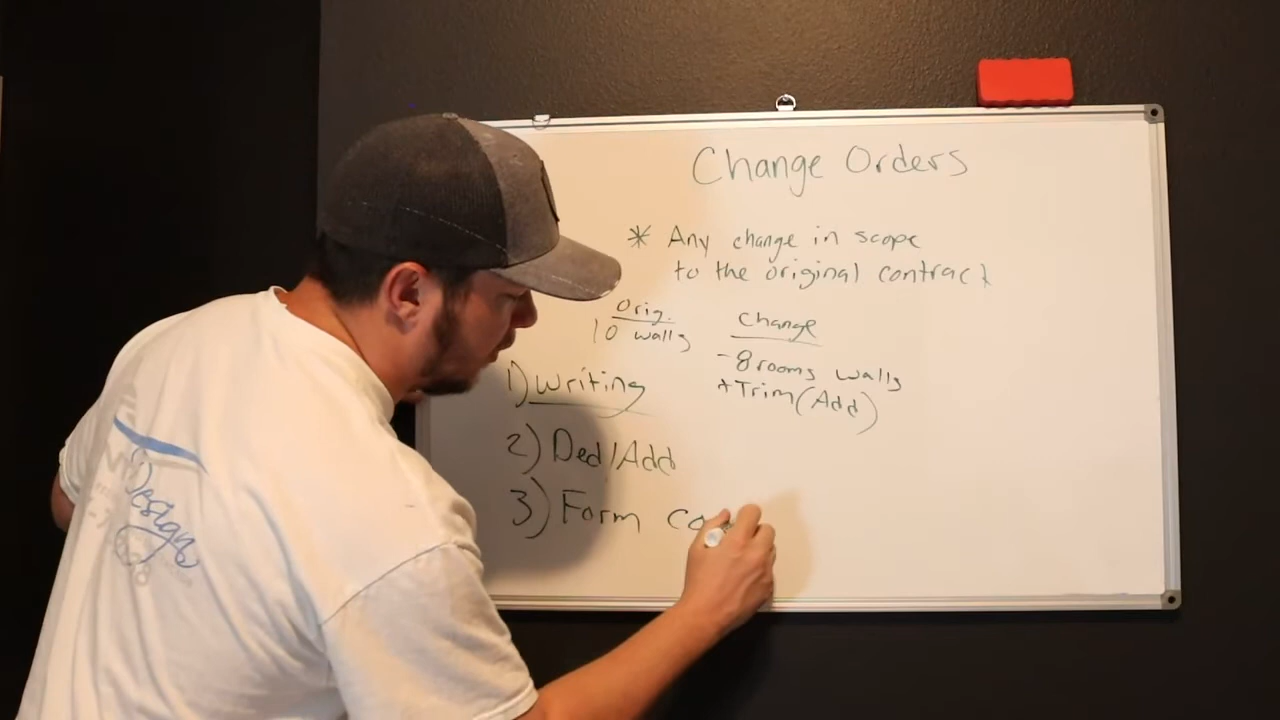 Change Orders
* Any change in scope
to the original contract
Orig.
10 walls
Change
-8 rooms walls
+Trim (Add)
1) Writing
2) Ded/Add
3) Form
Design